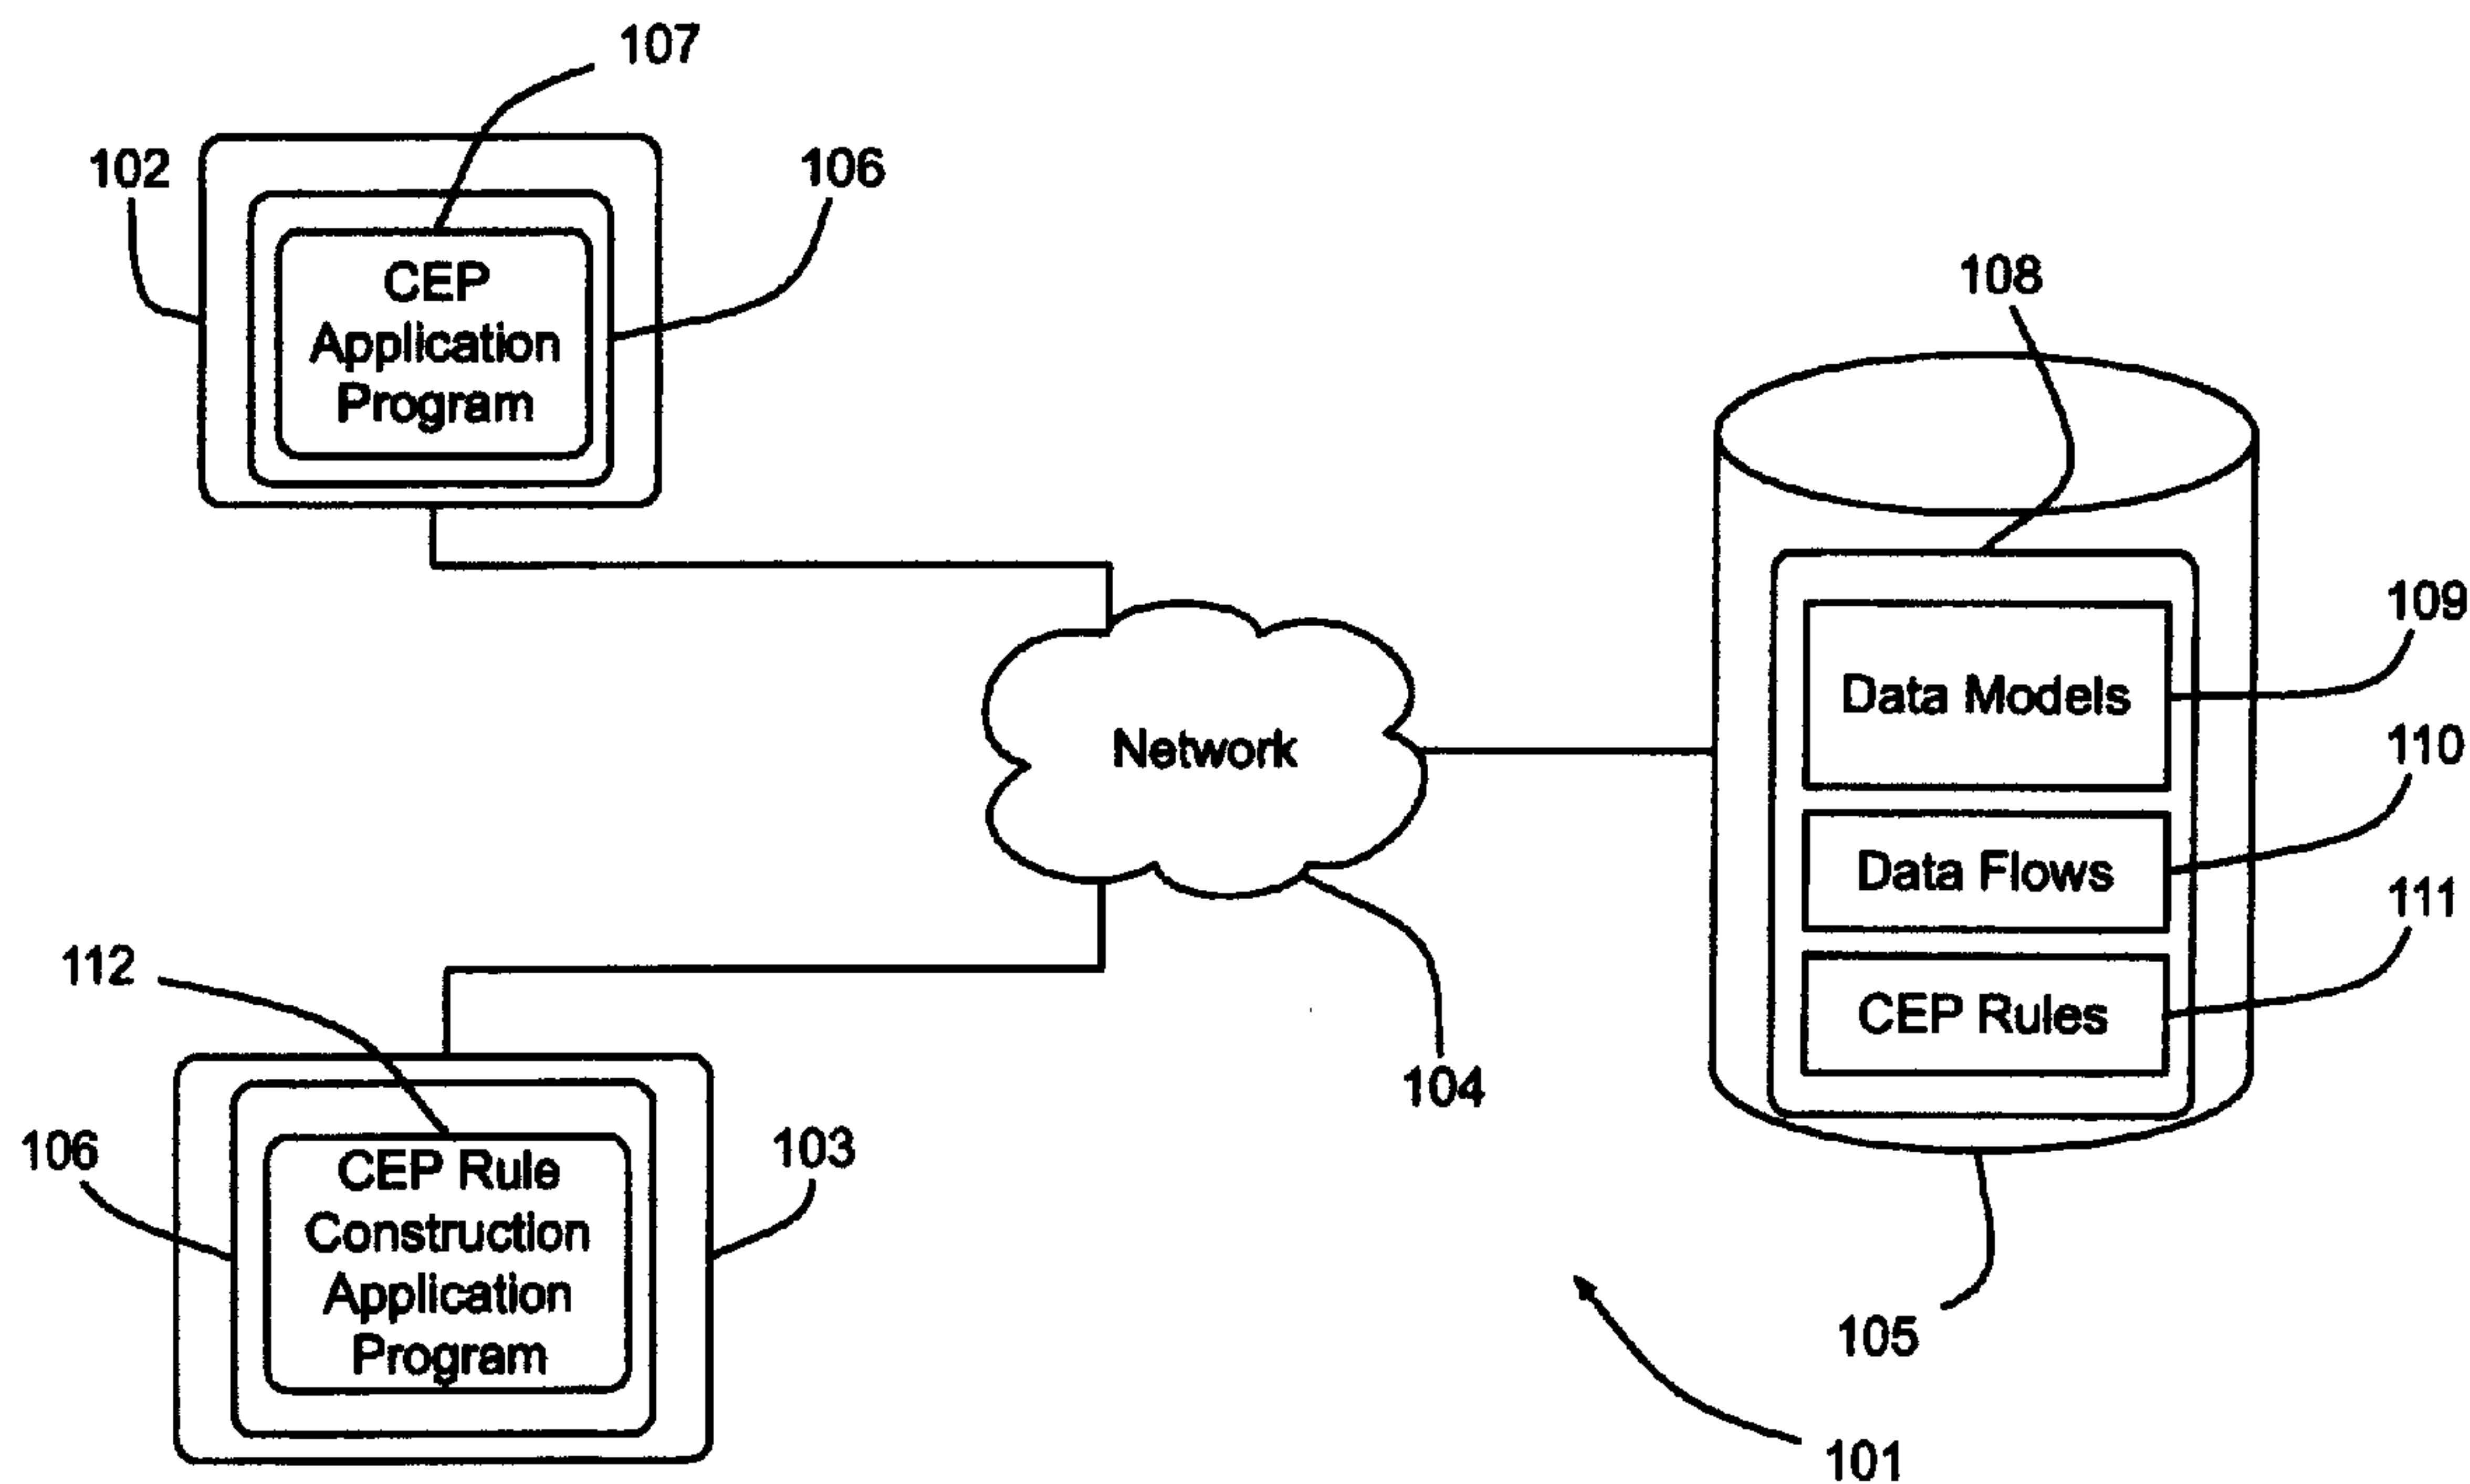 107
102
106
CEP
Application
Program
108
109
Data Models
Network
110
Data Flows
111
CEP Rules
112
104
106
103
CEP Rule
Construction
Application
Program
105
101